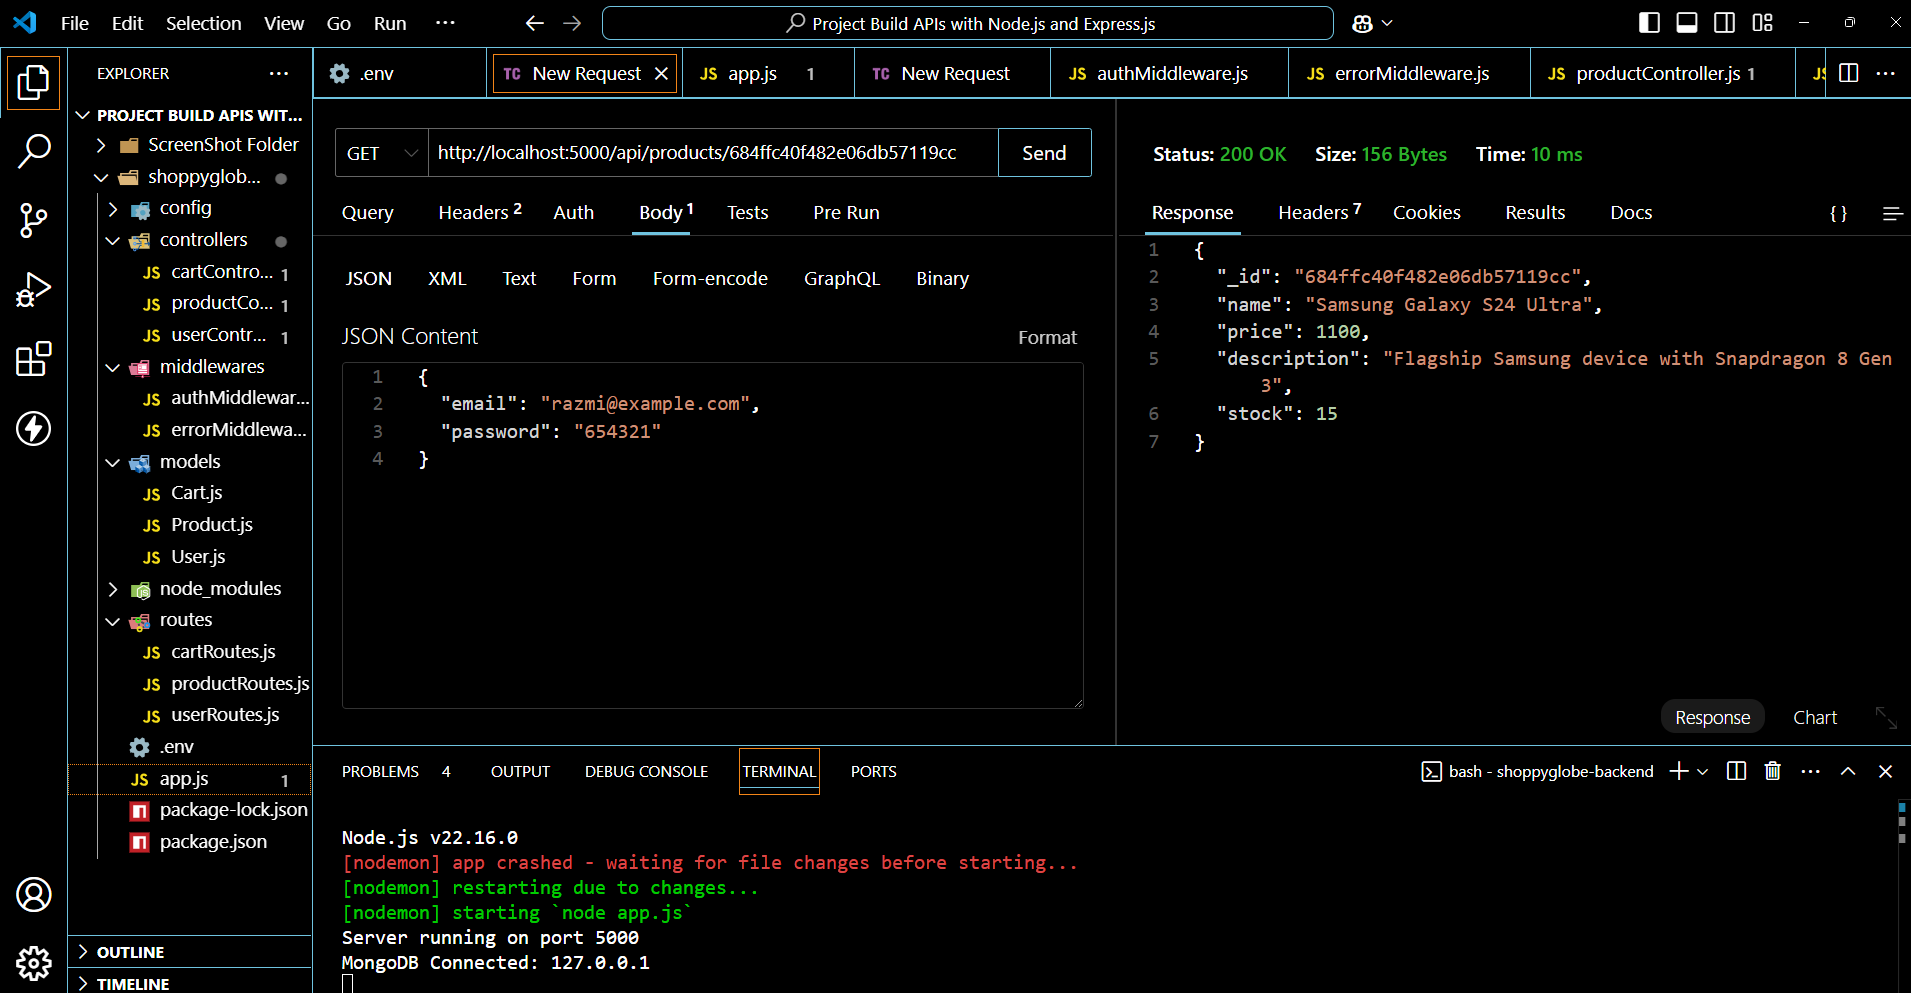 File Edit Selection View Go Run ...
Project Build APIs with Node.js and Express.js
EXPLORER
PROJECT BUILD APIS WIT...
ScreenShot Folder
shoppyglob...
config
controllers
JS cartContro... 1
JS productCo... 1
JS userContr... 1
middlewares
JS authMiddlewar...
JS errorMiddlewa...
models
JS Cart.js
JS Product.js
JS User.js
node_modules
routes
JS cartRoutes.js
JS productRoutes.js
JS userRoutes.js
.env
JS app.js 1
package-lock.json
package.json
OUTLINE
TIMELINE
.env
TC New Request
JS app.js 1
TC New Request
JS authMiddleware.js
JS errorMiddleware.js
JS productController.js 1
JS
GET http://localhost:5000/api/products/684ffc40f482e06db57119cc Send
Query Headers 2 Auth Body 1 Tests Pre Run
JSON XML Text Form Form-encode GraphQL Binary
JSON Content Format
1 {
2 "email": "razmi@example.com",
3 "password": "654321"
4 }
Status: 200 OK Size: 156 Bytes Time: 10 ms
Response Headers 7 Cookies Results Docs { }
1 {
2 "_id": "684ffc40f482e06db57119cc",
3 "name": "Samsung Galaxy S24 Ultra",
4 "price": 1100,
5 "description": "Flagship Samsung device with Snapdragon 8 Gen
3",
6 "stock": 15
7 }
Response Chart
PROBLEMS 4 OUTPUT DEBUG CONSOLE TERMINAL PORTS
bash - shoppyglobe-backend
Node.js v22.16.0
[nodemon] app crashed - waiting for file changes before starting...
[nodemon] restarting due to changes...
[nodemon] starting `node app.js`
Server running on port 5000
MongoDB Connected: 127.0.0.1